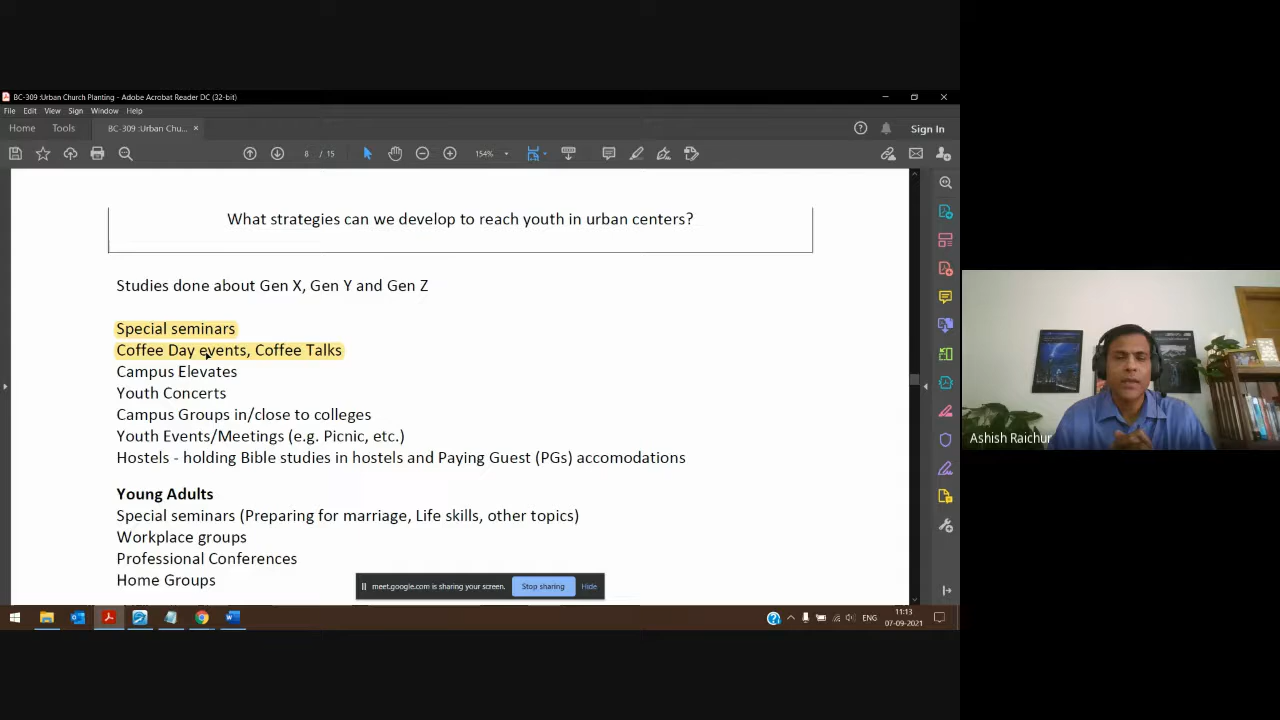 BC-309 :Urban Church Planting - Adobe Acrobat Reader DC (32-bit)
File Edit View Sign Window Help
Home Tools BC-309 :Urban Chu... × Sign In
8 / 15 154%
What strategies can we develop to reach youth in urban centers?
Studies done about Gen X, Gen Y and Gen Z
Special seminars
Coffee Day events, Coffee Talks
Campus Elevates
Youth Concerts
Campus Groups in/close to colleges
Youth Events/Meetings (e.g. Picnic, etc.)
Hostels - holding Bible studies in hostels and Paying Guest (PGs) accomodations
Young Adults
Special seminars (Preparing for marriage, Life skills, other topics)
Workplace groups
Professional Conferences
Home Groups
meet.google.com is sharing your screen. Stop sharing Hide
ENG 11:13
07-09-2021
Ashish Raichur